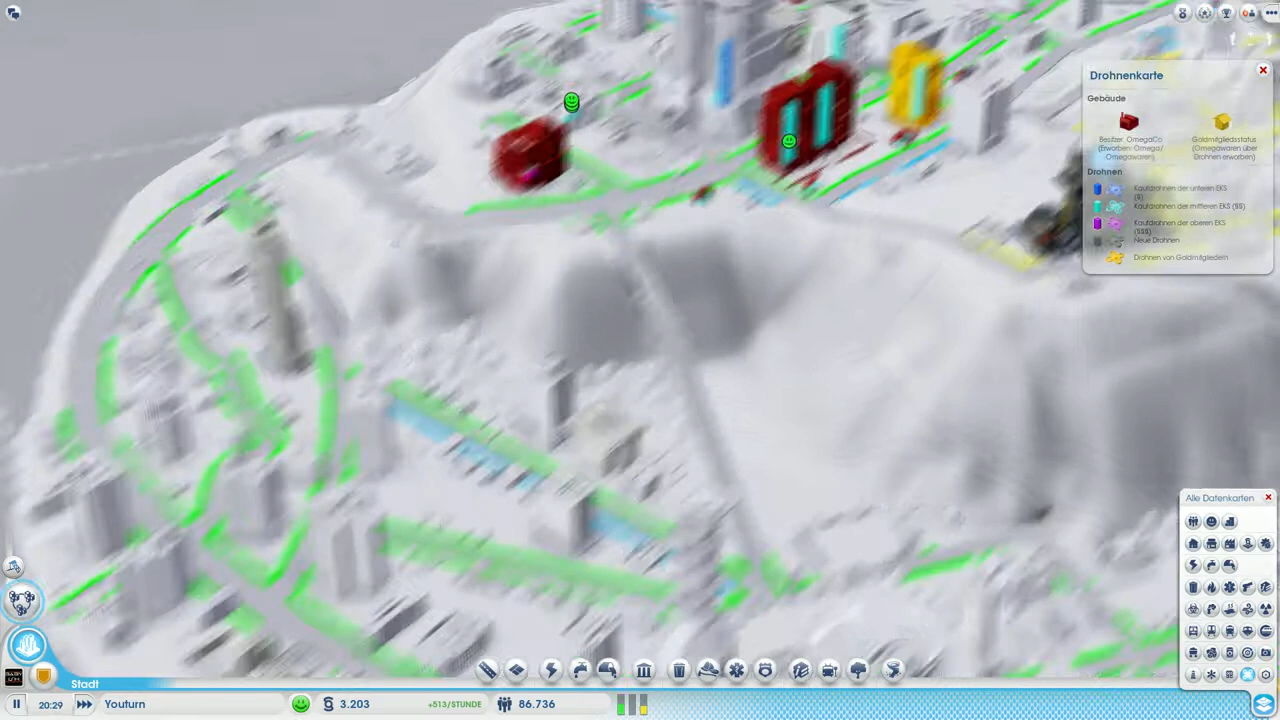 Drohnenkarte
Gebäude
Besitzer: OmegaCo
(Erworben: Omega/
Omegawaren)
Goldmitgliedsstatus
(Omegawaren über
Drohnen erworben)
Drohnen
Kaufdrohnen der unteren EKS
($)
Kaufdrohnen der mittleren EKS ($$)
Kaufdrohnen der oberen EKS
($$$)
Neue Drohnen
Drohnen von Goldmitgliedern
Alle Datenkarten
Stadt
20:29
Youturn
3.203
+513/STUNDE
86.736